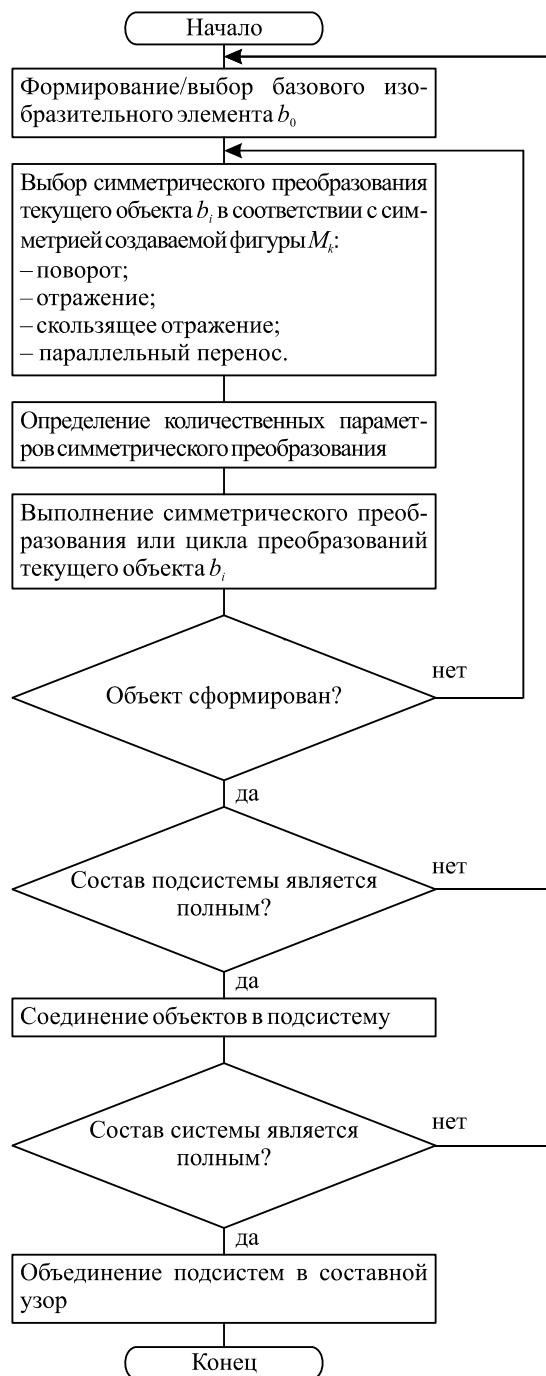 Начало
Формирование/выбор базового изо-
бразительного элемента b₀
Выбор симметрического преобразования
текущего объекта bᵢ в соответствии с сим-
метрией создаваемой фигуры Mₖ:
– поворот;
– отражение;
– скользящее отражение;
– параллельный перенос.
Определение количественных парамет-
ров симметрического преобразования
Выполнение симметрического преоб-
разования или цикла преобразований
текущего объекта bᵢ
Объект сформирован?
нет
да
Состав подсистемы является
полным?
нет
да
Соединение объектов в подсистему
Состав системы является
полным?
нет
да
Объединение подсистем в составной
узор
Конец